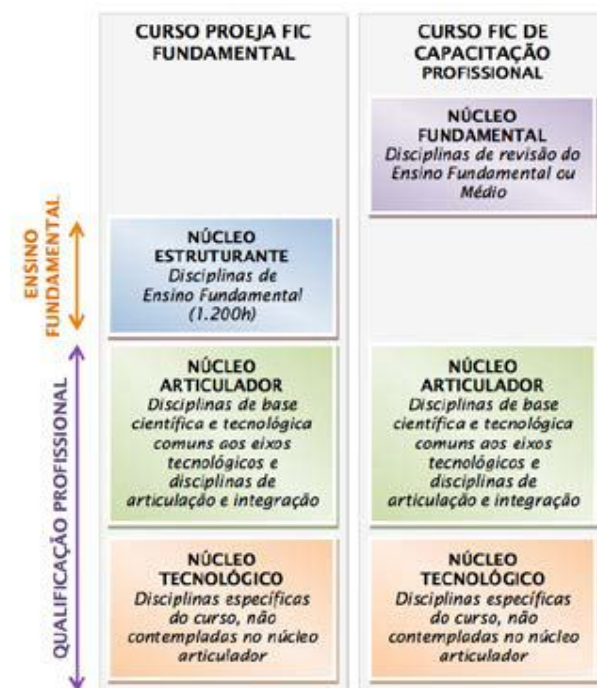 CURSO PROEJA FIC
FUNDAMENTAL
CURSO FIC DE
CAPACITAÇÃO
PROFISSIONAL
NÚCLEO
FUNDAMENTAL
Disciplinas de revisão do
Ensino Fundamental ou
Médio
ENSINO
FUNDAMENTAL
NÚCLEO
ESTRUTURANTE
Disciplinas de
Ensino Fundamental
(1.200h)
QUALIFICAÇÃO PROFISSIONAL
NÚCLEO
ARTICULADOR
Disciplinas de base
científica e tecnológica
comuns aos eixos
tecnológicos e
disciplinas de
articulação e integração
NÚCLEO
ARTICULADOR
Disciplinas de base
científica e tecnológica
comuns aos eixos
tecnológicos e
disciplinas de
articulação e integração
NÚCLEO
TECNOLÓGICO
Disciplinas específicas
do curso, não
contempladas no núcleo
articulador
NÚCLEO
TECNOLÓGICO
Disciplinas específicas
do curso, não
contempladas no núcleo
articulador